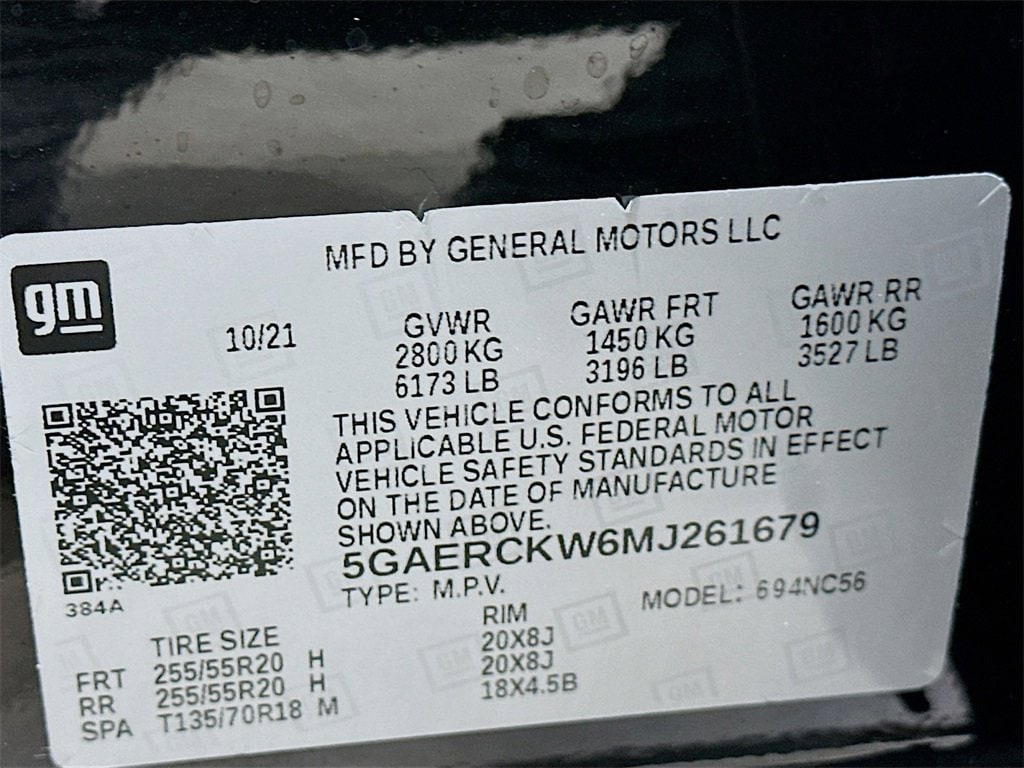 MFD BY GENERAL MOTORS LLC
gm
10/21
GVWR GAWR FRT GAWR RR
2800 KG 1450 KG 1600 KG
6173 LB 3196 LB 3527 LB
THIS VEHICLE CONFORMS TO ALL
APPLICABLE U.S. FEDERAL MOTOR
VEHICLE SAFETY STANDARDS IN EFFECT
ON THE DATE OF MANUFACTURE
SHOWN ABOVE.
5GAERCKW6MJ261679
384A
TYPE: M.P.V. MODEL: 694NC56
TIRE SIZE RIM
FRT 255/55R20 H 20X8J
RR 255/55R20 H 20X8J
SPA T135/70R18 M 18X4.5B